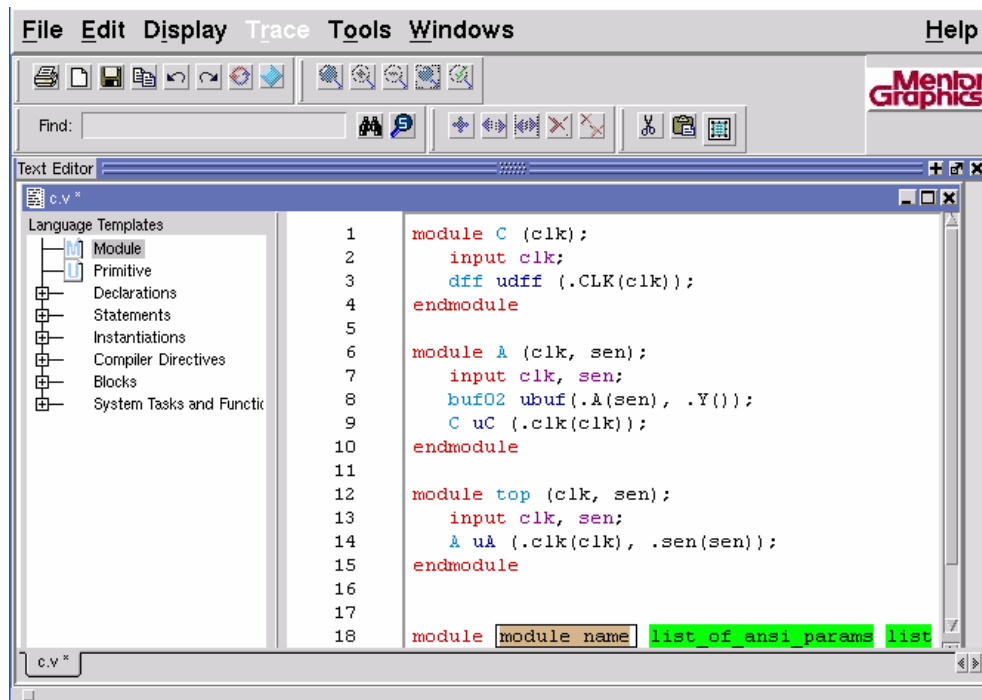 File Edit Display Trace Tools Windows Help
Mentor
Graphics
Find:
Text Editor
c.v *
Language Templates
Module
Primitive
Declarations
Statements
Instantiations
Compiler Directives
Blocks
System Tasks and Functic
1 module C (clk);
2 input clk;
3 dff udff (.CLK(clk));
4 endmodule
5
6 module A (clk, sen);
7 input clk, sen;
8 buf02 ubuf(.A(sen), .Y());
9 C uC (.clk(clk));
10 endmodule
11
12 module top (clk, sen);
13 input clk, sen;
14 A uA (.clk(clk), .sen(sen));
15 endmodule
16
17
18 module module_name list_of_ansi_params list
c.v *